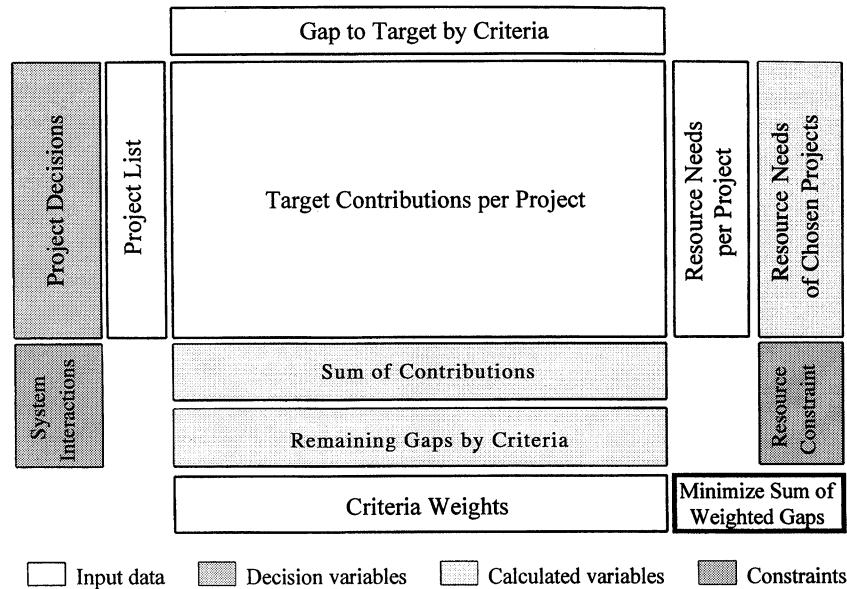 Gap to Target by Criteria
Project Decisions
Project List
Target Contributions per Project
Resource Needs
per Project
Resource Needs
of Chosen Projects
System
Interactions
Sum of Contributions
Resource
Constraint
Remaining Gaps by Criteria
Criteria Weights
Minimize Sum of
Weighted Gaps
Input data
Decision variables
Calculated variables
Constraints